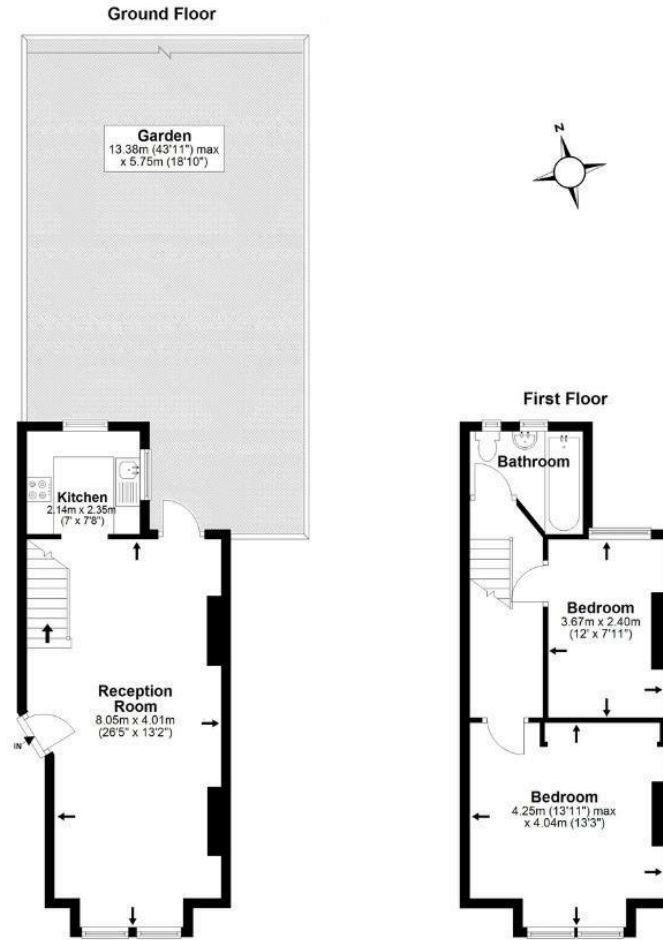 Ground Floor
Garden
13.38m (43'11") max
x 5.75m (18'10")
N
First Floor
Kitchen
2.14m x 2.35m
(7' x 7'8")
Bathroom
Bedroom
3.67m x 2.40m
(12' x 7'11")
Reception
Room
8.05m x 4.01m
(26'5" x 13'2")
IN
Bedroom
4.25m (13'11") max
x 4.04m (13'3")